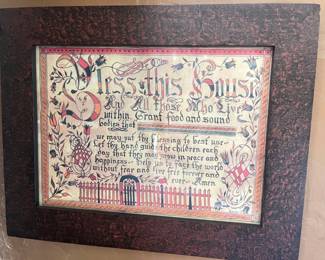 Bless this House
And All those Who Live
within Grant food and sound
bodies that
we may put thy blessing to best use
Let thy hand guide the children each
day that they may grow in peace and
happiness Help us to face the world
without fear and live free forever and
ever Amen